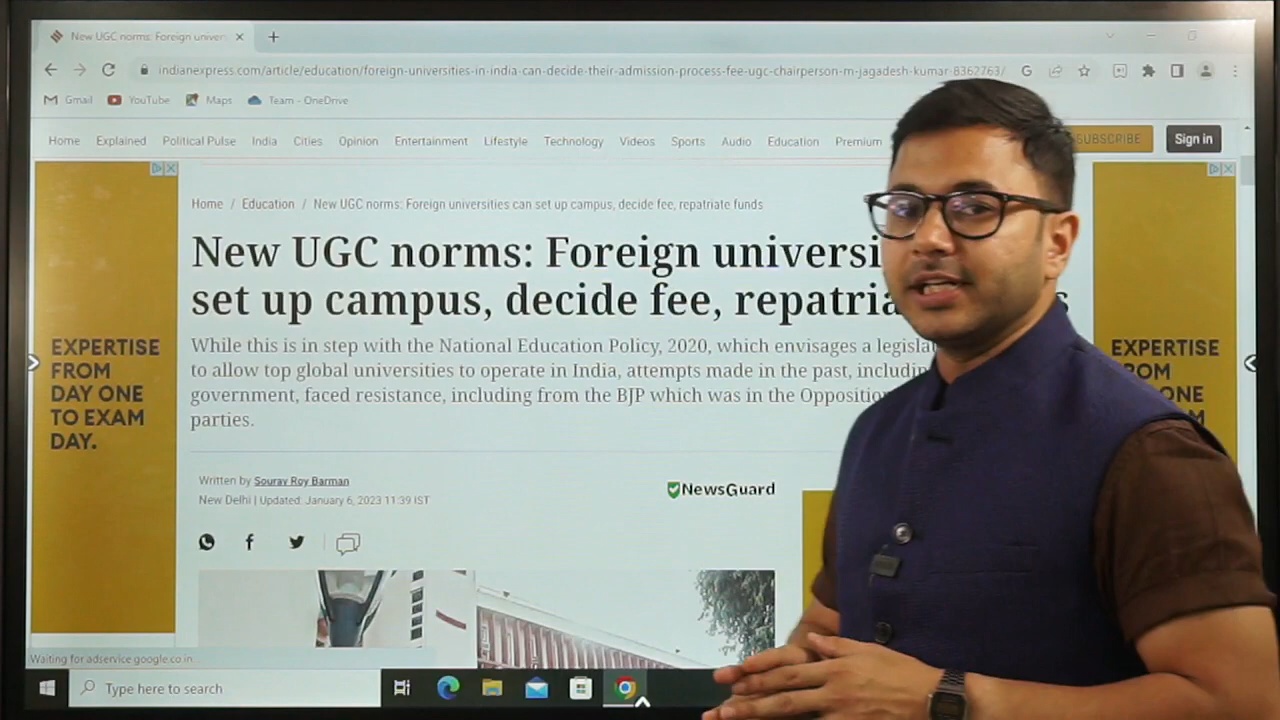 New UGC norms: Foreign univer
indianexpress.com/article/education/foreign-universities-in-india-can-decide-their-admission-process-fee-ugc-chairperson-m-jagadesh-kumar-8362763/
Gmail YouTube Maps Team - OneDrive
Home Explained Political Pulse India Cities Opinion Entertainment Lifestyle Technology Videos Sports Audio Education Premium SUBSCRIBE Sign in
Home / Education / New UGC norms: Foreign universities can set up campus, decide fee, repatriate funds
New UGC norms: Foreign universi
set up campus, decide fee, repatria s
While this is in step with the National Education Policy, 2020, which envisages a legisla
to allow top global universities to operate in India, attempts made in the past, includin
government, faced resistance, including from the BJP which was in the Opposition
parties.
EXPERTISE
FROM
DAY ONE
TO EXAM
DAY.
EXPERTISE
ROM
ONE
M
Written by Sourav Roy Barman
New Delhi | Updated: January 6, 2023 11:39 IST
NewsGuard
Waiting for adservice.google.co.in...
Type here to search